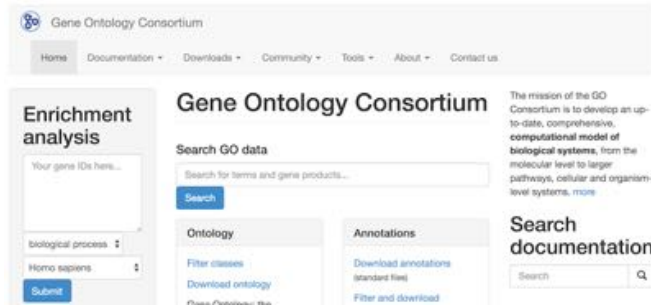 Gene Ontology Consortium
Home Documentation Downloads Community Tools About Contact us
Enrichment
analysis
Your gene IDs here...
biological process
Homo sapiens
Submit
Gene Ontology Consortium
Search GO data
Search for terms and gene products...
Search
Ontology
Filter classes
Download ontology
Gene Ontology: the
Annotations
Download annotations
(standard files)
Filter and download
The mission of the GO
Consortium is to develop an up-
to-date, comprehensive,
computational model of
biological systems, from the
molecular level to larger
pathways, cellular and organism-
level systems. more
Search
documentation
Search